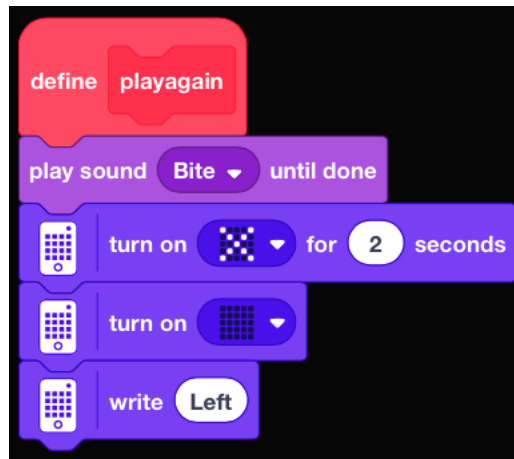 define playagain
play sound Bite until done
turn on for 2 seconds
turn on
write Left